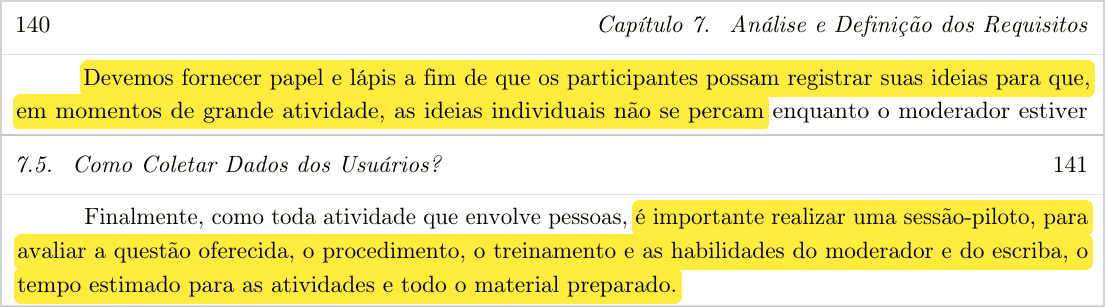 140 Capítulo 7. Análise e Definição dos Requisitos
Devemos fornecer papel e lápis a fim de que os participantes possam registrar suas ideias para que,
em momentos de grande atividade, as ideias individuais não se percam enquanto o moderador estiver
7.5. Como Coletar Dados dos Usuários? 141
Finalmente, como toda atividade que envolve pessoas, é importante realizar uma sessão-piloto, para
avaliar a questão oferecida, o procedimento, o treinamento e as habilidades do moderador e do escriba, o
tempo estimado para as atividades e todo o material preparado.